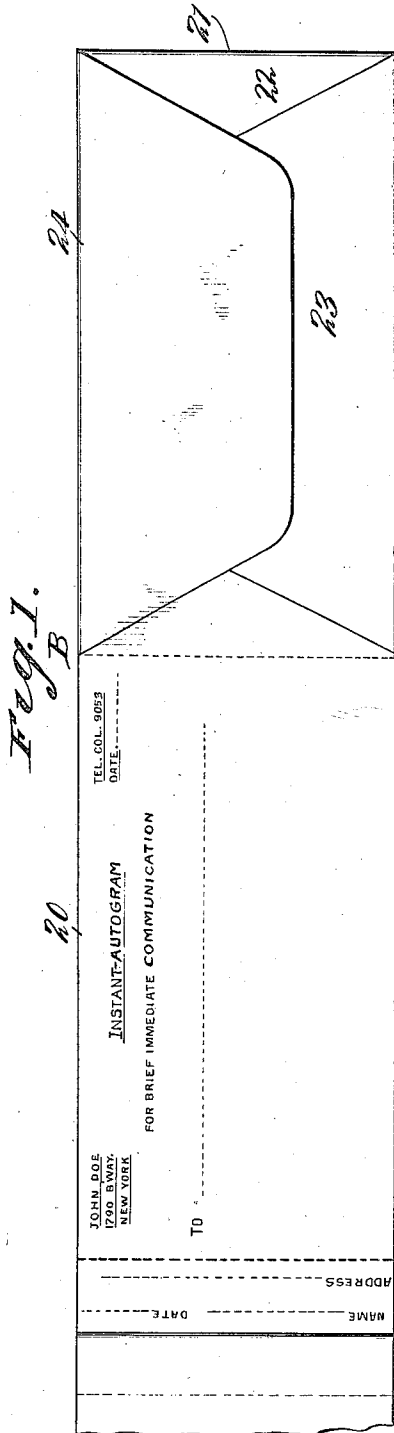 Fig. 1.
B
20
24
21
22
23
JOHN DOE
1790 B'WAY.
NEW YORK
INSTANT-AUTOGRAM
TEL. COL. 9053
DATE
FOR BRIEF IMMEDIATE COMMUNICATION
TO
NAME DATE
ADDRESS